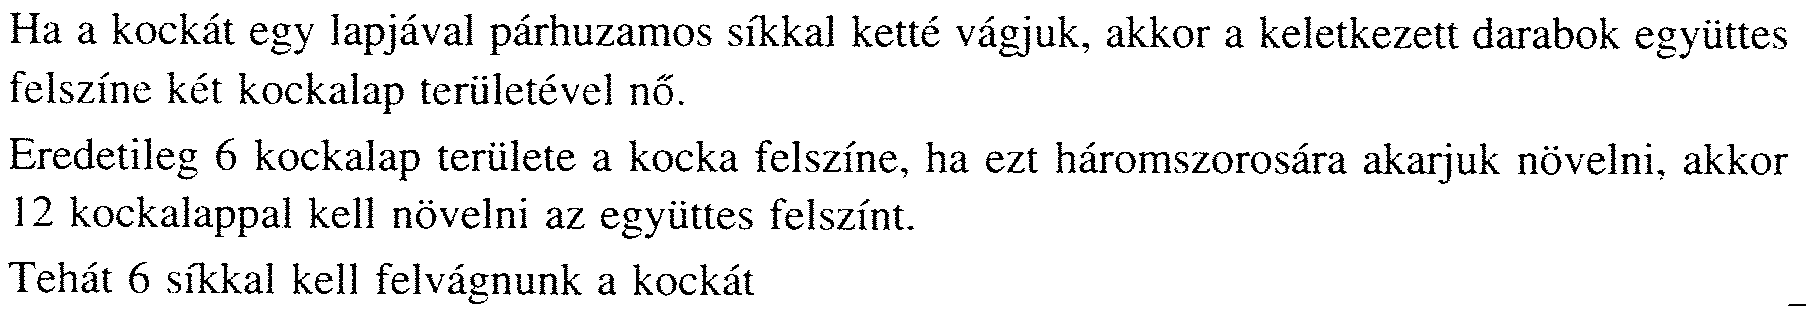 Ha a kockát egy lapjával párhuzamos síkkal ketté vágjuk, akkor a keletkezett darabok együttes
felszíne két kockalap területével nő.
Eredetileg 6 kockalap területe a kocka felszíne, ha ezt háromszorosára akarjuk növelni, akkor
12 kockalappal kell növelni az együttes felszínt.
Tehát 6 síkkal kell felvágnunk a kockát